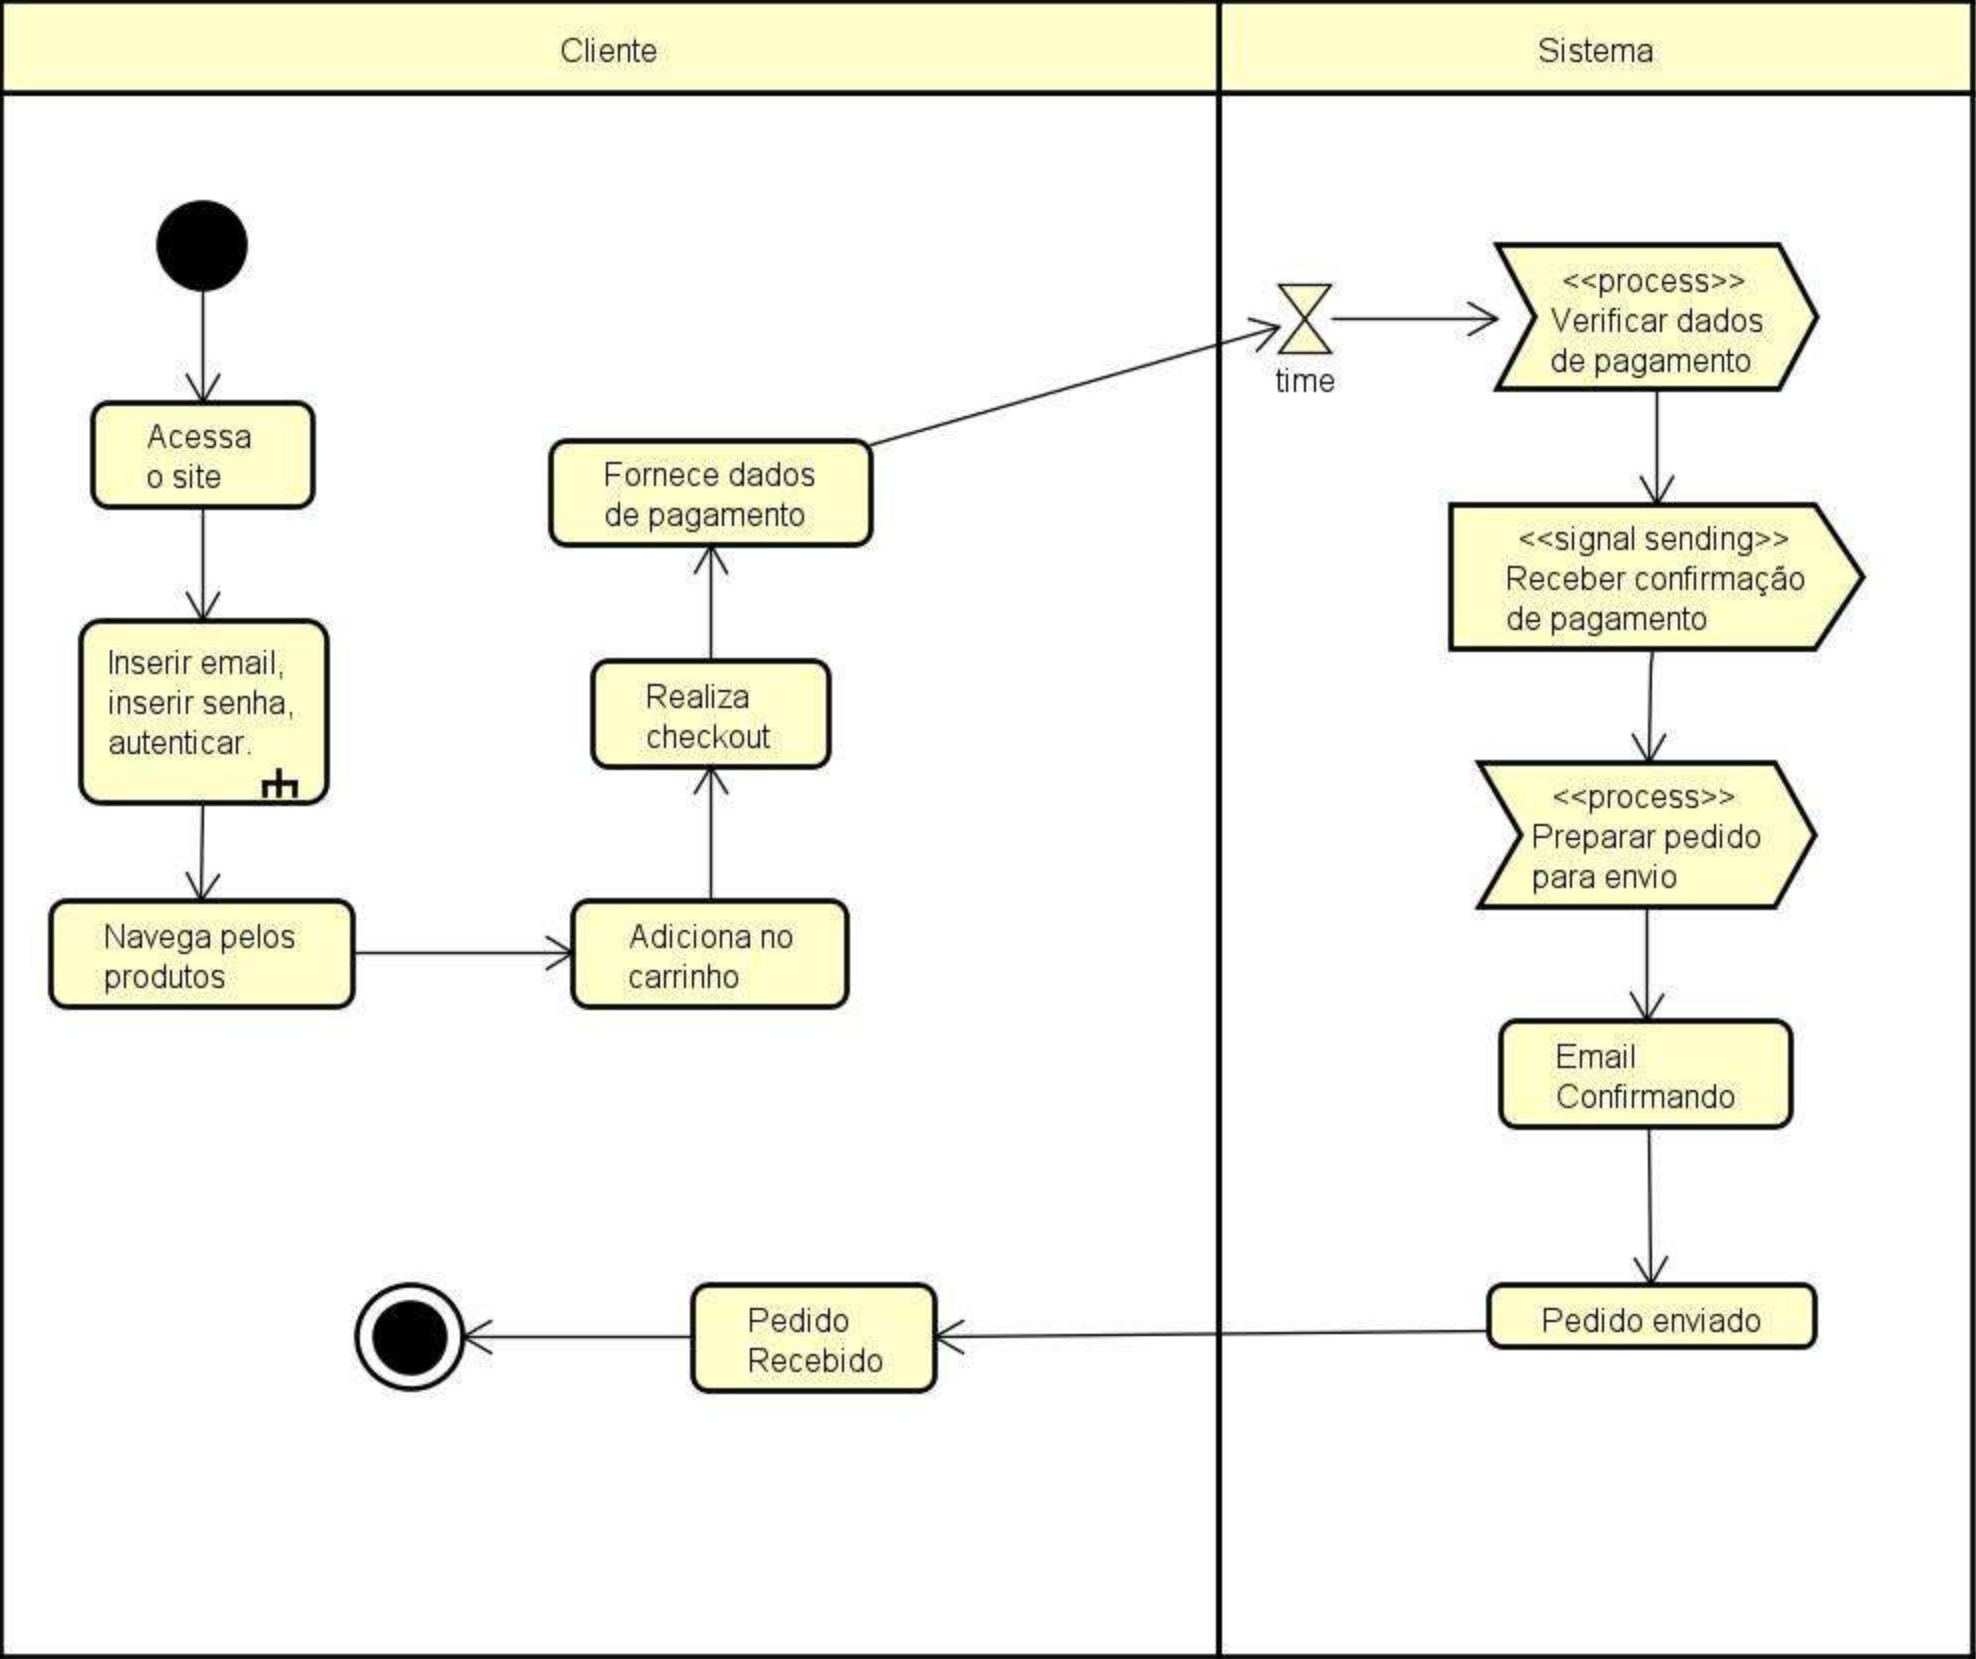 Cliente
Sistema
Acessa
o site
Inserir email,
inserir senha,
autenticar.
Navega pelos
produtos
Adiciona no
carrinho
Realiza
checkout
Fornece dados
de pagamento
time
<<process>>
Verificar dados
de pagamento
<<signal sending>>
Receber confirmação
de pagamento
<<process>>
Preparar pedido
para envio
Email
Confirmando
Pedido enviado
Pedido
Recebido